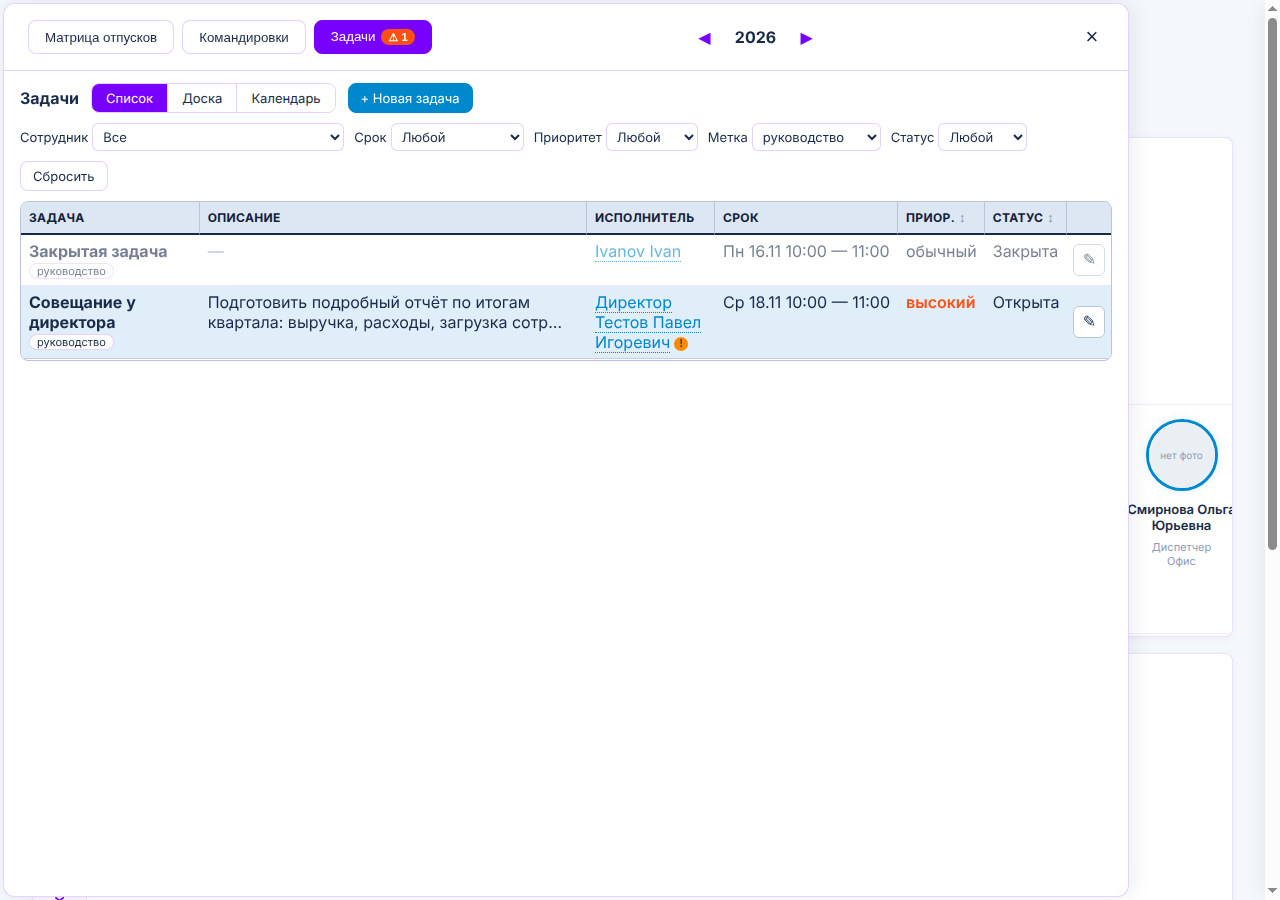 Матрица отпусков
Командировки
Задачи ⚠ 1
◀ 2026 ▶
×
Задачи
Список
Доска
Календарь
+ Новая задача
Сотрудник Все
Срок Любой
Приоритет Любой
Метка руководство
Статус Любой
Сбросить
ЗАДАЧА ОПИСАНИЕ ИСПОЛНИТЕЛЬ СРОК ПРИОР. ↕ СТАТУС ↕
Закрытая задача — Ivanov Ivan Пн 16.11 10:00 — 11:00 обычный Закрыта ✎
руководство
Совещание у Подготовить подробный отчёт по итогам Директор Ср 18.11 10:00 — 11:00 высокий Открыта ✎
директора квартала: выручка, расходы, загрузка сотр... Тестов Павел
руководство Игоревич !
нет фото
Смирнова Ольга
Юрьевна
Диспетчер
Офис